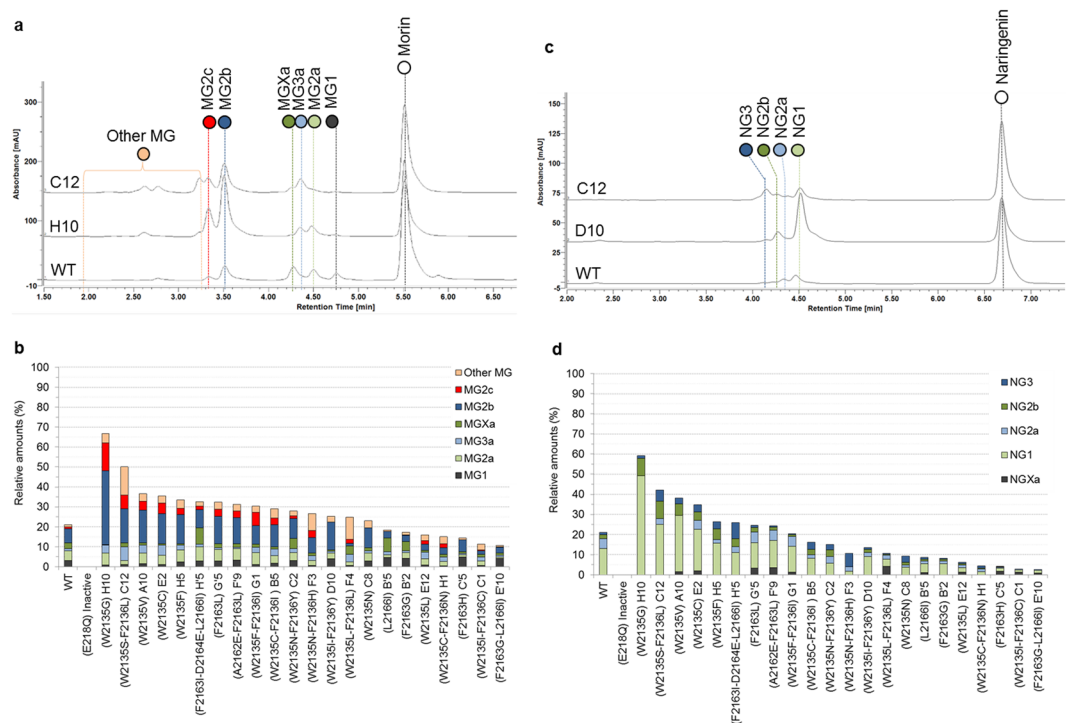 a
Absorbance [mAU]
300
200
100
-10
Other MG
MG2c
MG2b
MGXa
MG3a
MG2a
MG1
Morin
C12
H10
WT
1.50 2.00 2.50 3.00 3.50 4.00 4.50 5.00 5.50 6.00 6.50
Retention Time [min]
c
Absorbance [mAU]
150
125
100
75
50
25
-5
NG3
NG2b
NG2a
NG1
Naringenin
C12
D10
WT
2.00 2.50 3.00 3.50 4.00 4.50 5.00 5.50 6.00 6.50 7.00
Retention Time [min]
b
Relative amounts (%)
100
90
80
70
60
50
40
30
20
10
0
Other MG
MG2c
MG2b
MGXa
MG3a
MG2a
MG1
WT
(E218Q) Inactive
(W2135G) H10
(W2135S-F2136L) C12
(W2135V) A10
(W2135C) E2
(W2135F) H5
(F2163I-D2164E-L2166I) H'5
(F2163L) G'5
(A2162E-F2163L) F'9
(W2135F-F2136I) G1
(W2135C-F2136I ) B5
(W2135N-F2136Y) C2
(W2135N-F2136H) F3
(W2135I-F2136Y) D10
(W2135L-F2136L) F4
(W2135N) C8
(L2166I) B'5
(F2163G) B'2
(W2135L) E12
(W2135C-F2136N) H1
(F2163H) C'5
(W2135I-F2136C) C1
(F2163G-L2166I) E'10
d
Relative amounts (%)
100
90
80
70
60
50
40
30
20
10
0
NG3
NG2b
NG2a
NG1
NGXa
WT
(E218Q) Inactive
(W2135G) H10
(W2135S-F2136L) C12
(W2135V) A10
(W2135C) E2
(W2135F) H5
(F2163I-D2164E-L2166I) H'5
(F2163L) G'5
(A2162E-F2163L) F'9
(W2135F-F2136I) G1
(W2135C-F2136I ) B5
(W2135N-F2136Y) C2
(W2135N-F2136H) F3
(W2135I-F2136Y) D10
(W2135L-F2136L) F4
(W2135N) C8
(L2166I) B'5
(F2163G) B'2
(W2135L) E12
(W2135C-F2136N) H1
(F2163H) C'5
(W2135I-F2136C) C1
(F2163G-L2166I) E'10